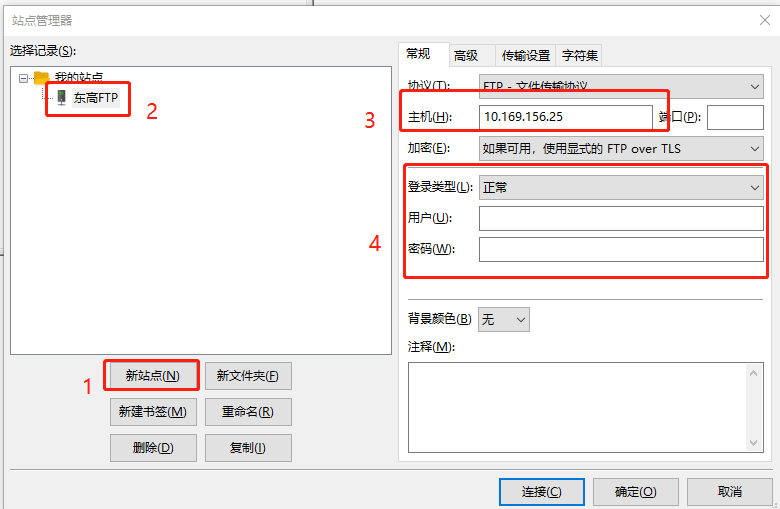 站点管理器
选择记录(S):
我的站点
东高FTP
2
新站点(N)
新文件夹(F)
1
新建书签(M)
重命名(R)
删除(D)
复制(I)
常规
高级
传输设置
字符集
协议(T):
FTP - 文件传输协议
3
主机(H):
10.169.156.25
端口(P):
加密(E):
如果可用，使用显式的 FTP over TLS
登录类型(L):
正常
用户(U):
4
密码(W):
背景颜色(B)
无
注释(M):
连接(C)
确定(O)
取消